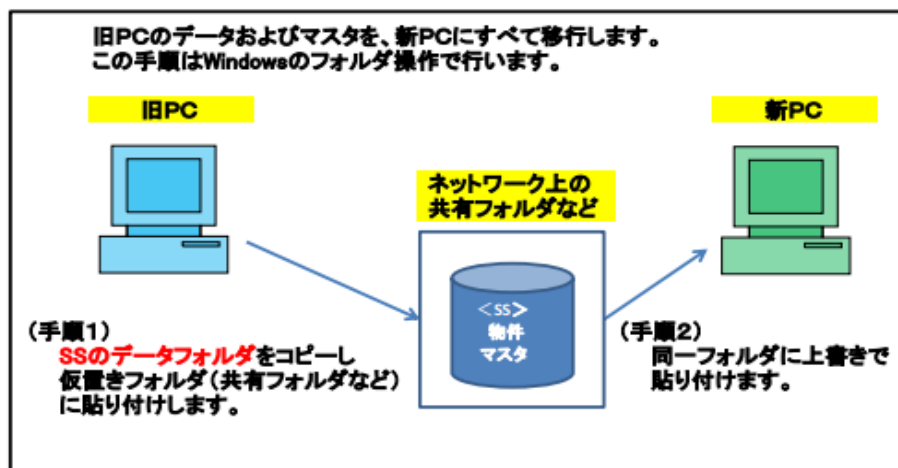 旧PCのデータおよびマスタを、新PCにすべて移行します。
この手順はWindowsのフォルダ操作で行います。
旧PC
新PC
ネットワーク上の
共有フォルダなど
＜SS＞
物件
マスタ
（手順1）
SSのデータフォルダをコピーし
仮置きフォルダ（共有フォルダなど）
に貼り付けします。
（手順2）
同一フォルダに上書きで
貼り付けます。